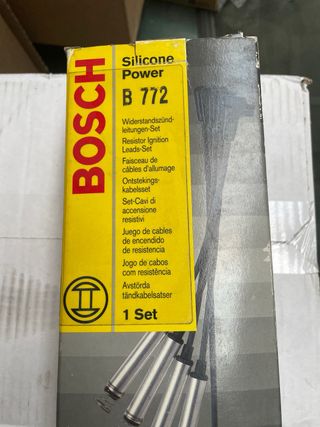 BOSCH
Silicone
Power
B 772
Widerstandszünd-
leitungen-Set
Resistor Ignition
Leads-Set
Faisceau de
câbles d'allumage
Ontstekings-
kabelsset
Set-Cavi di
accensione
resistivi
Juego de cables
de encendido
de resistencia
Jogo de cabos
com resistência
Avstörda
tändkabelsatser
1 Set